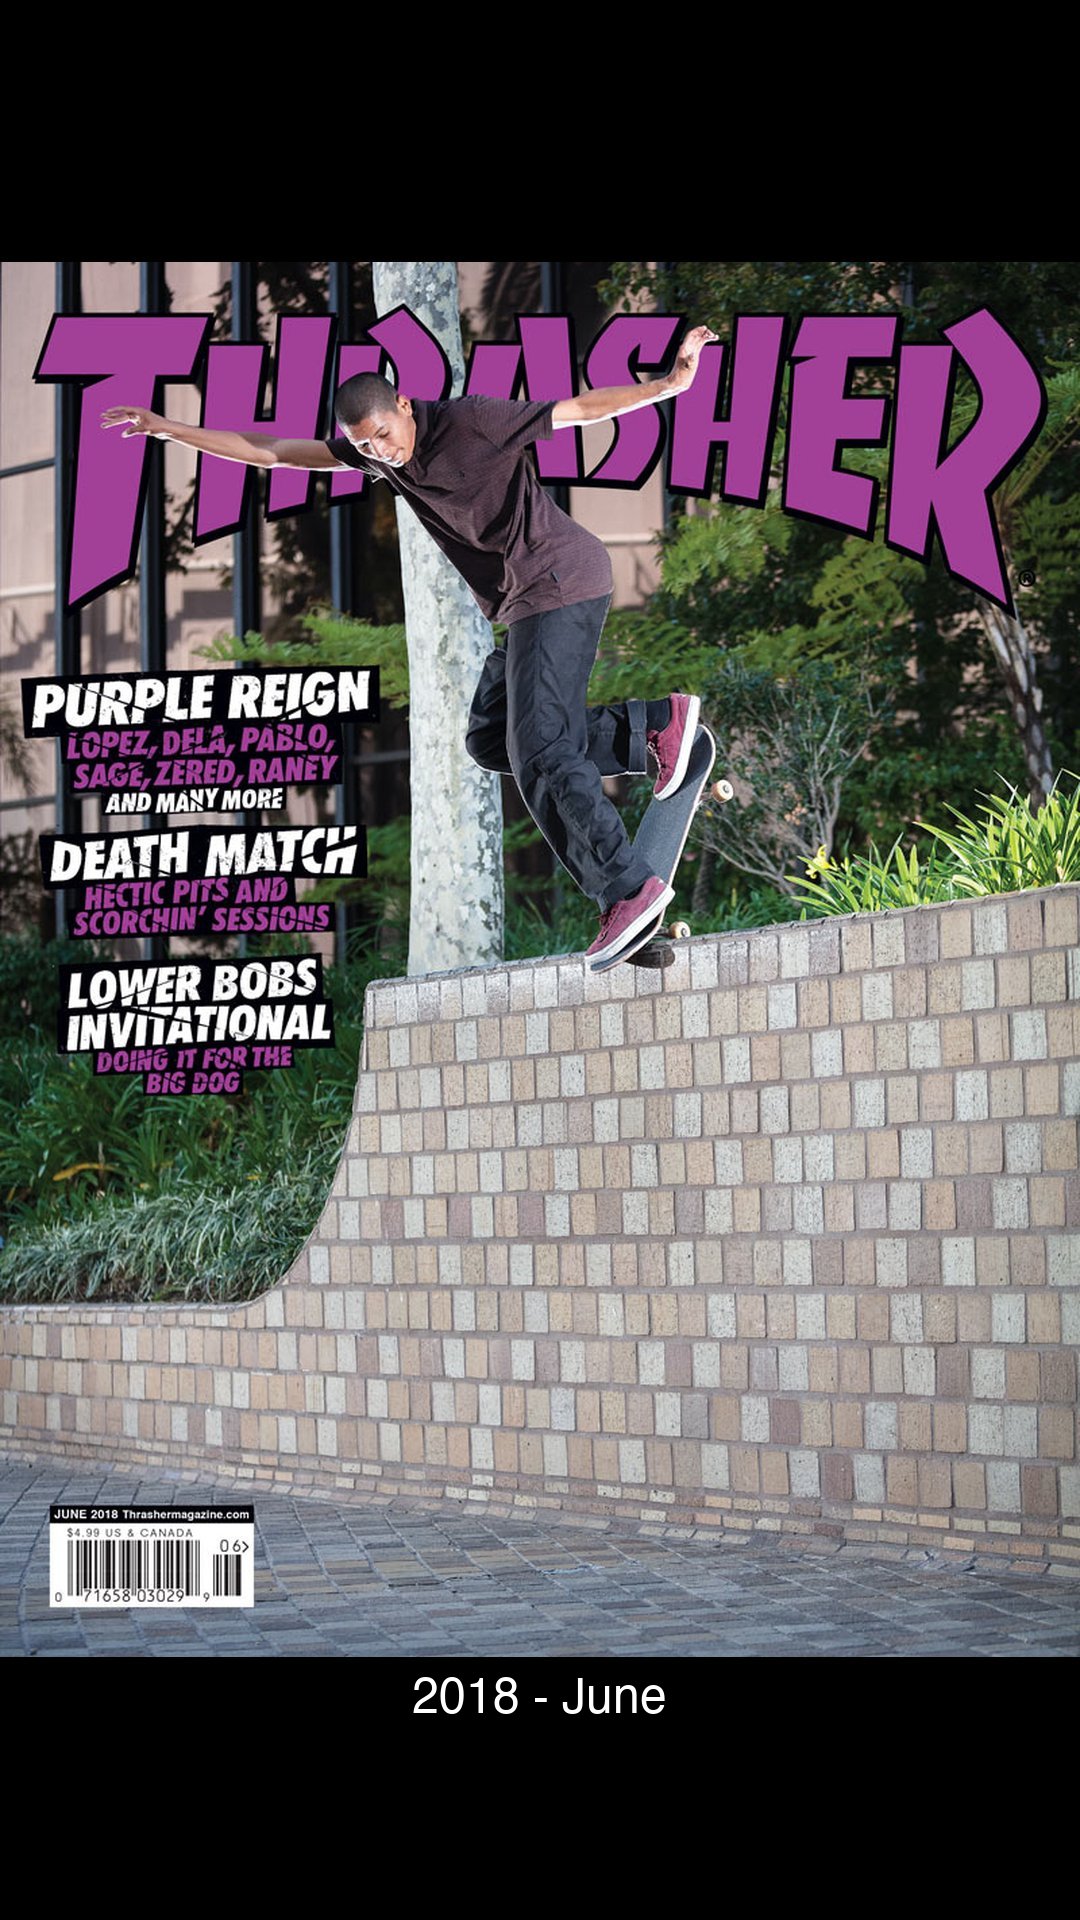 THRASHER
®
PURPLE REIGN
LOPEZ, DELA, PABLO,
SAGE, ZERED, RANEY
AND MANY MORE
DEATH MATCH
HECTIC PITS AND
SCORCHIN' SESSIONS
LOWER BOBS
INVITATIONAL
DOING IT FOR THE
BIG DOG
JUNE 2018 Thrashermagazine.com
$4.99 US & CANADA
06>
0 71658 03029 9
2018 - June